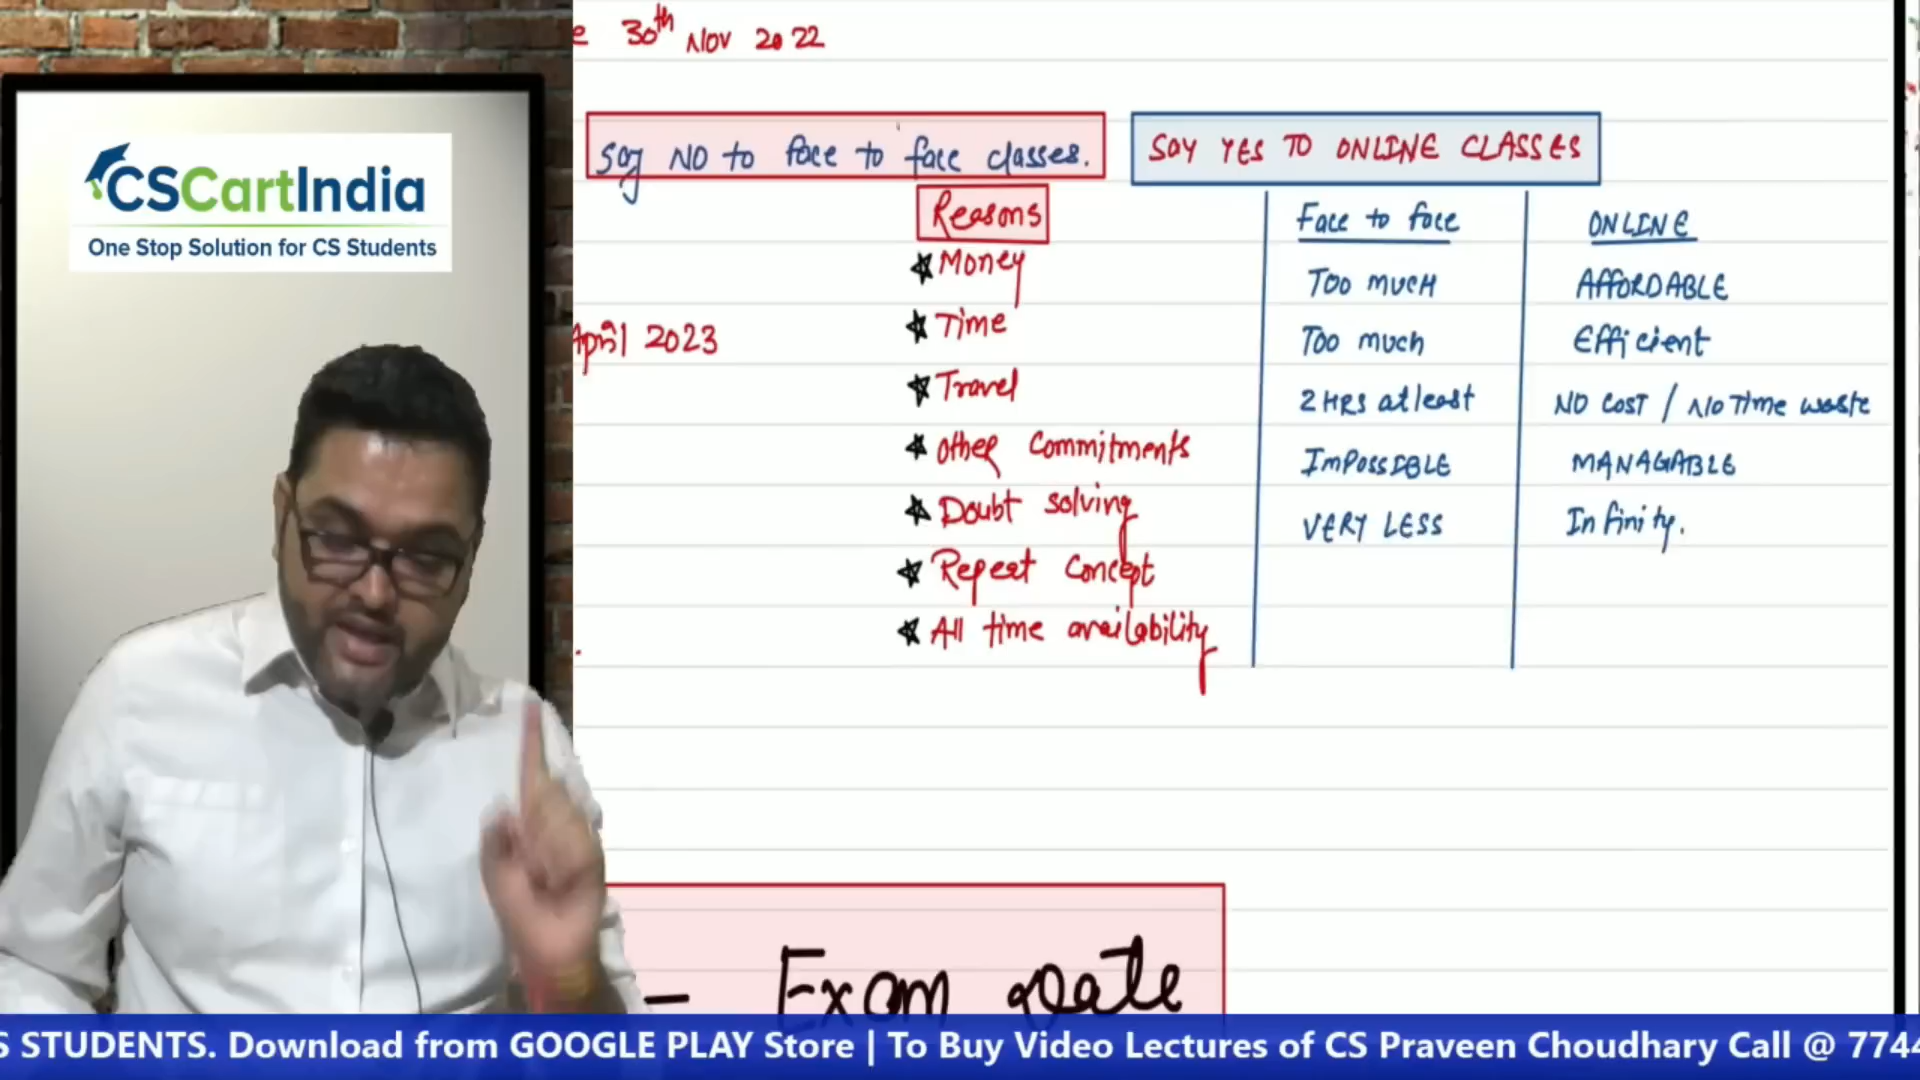 30th Nov 2022
Say NO to face to face classes.
SAY YES TO ONLINE CLASSES
CSCartIndia
One Stop Solution for CS Students
Reasons
Face to face
ONLINE
Money
TOO MUCH
AFFORDABLE
April 2023
Time
Too much
Efficient
Travel
2 HRS at least
NO COST / NO TIME waste
Other Commitments
ImPOSSIBLE
MANAGABLE
Doubt solving
VERY LESS
Infinity.
Repeat Concept
All time availability
- Exam Date
S STUDENTS. Download from GOOGLE PLAY Store | To Buy Video Lectures of CS Praveen Choudhary Call @ 7744